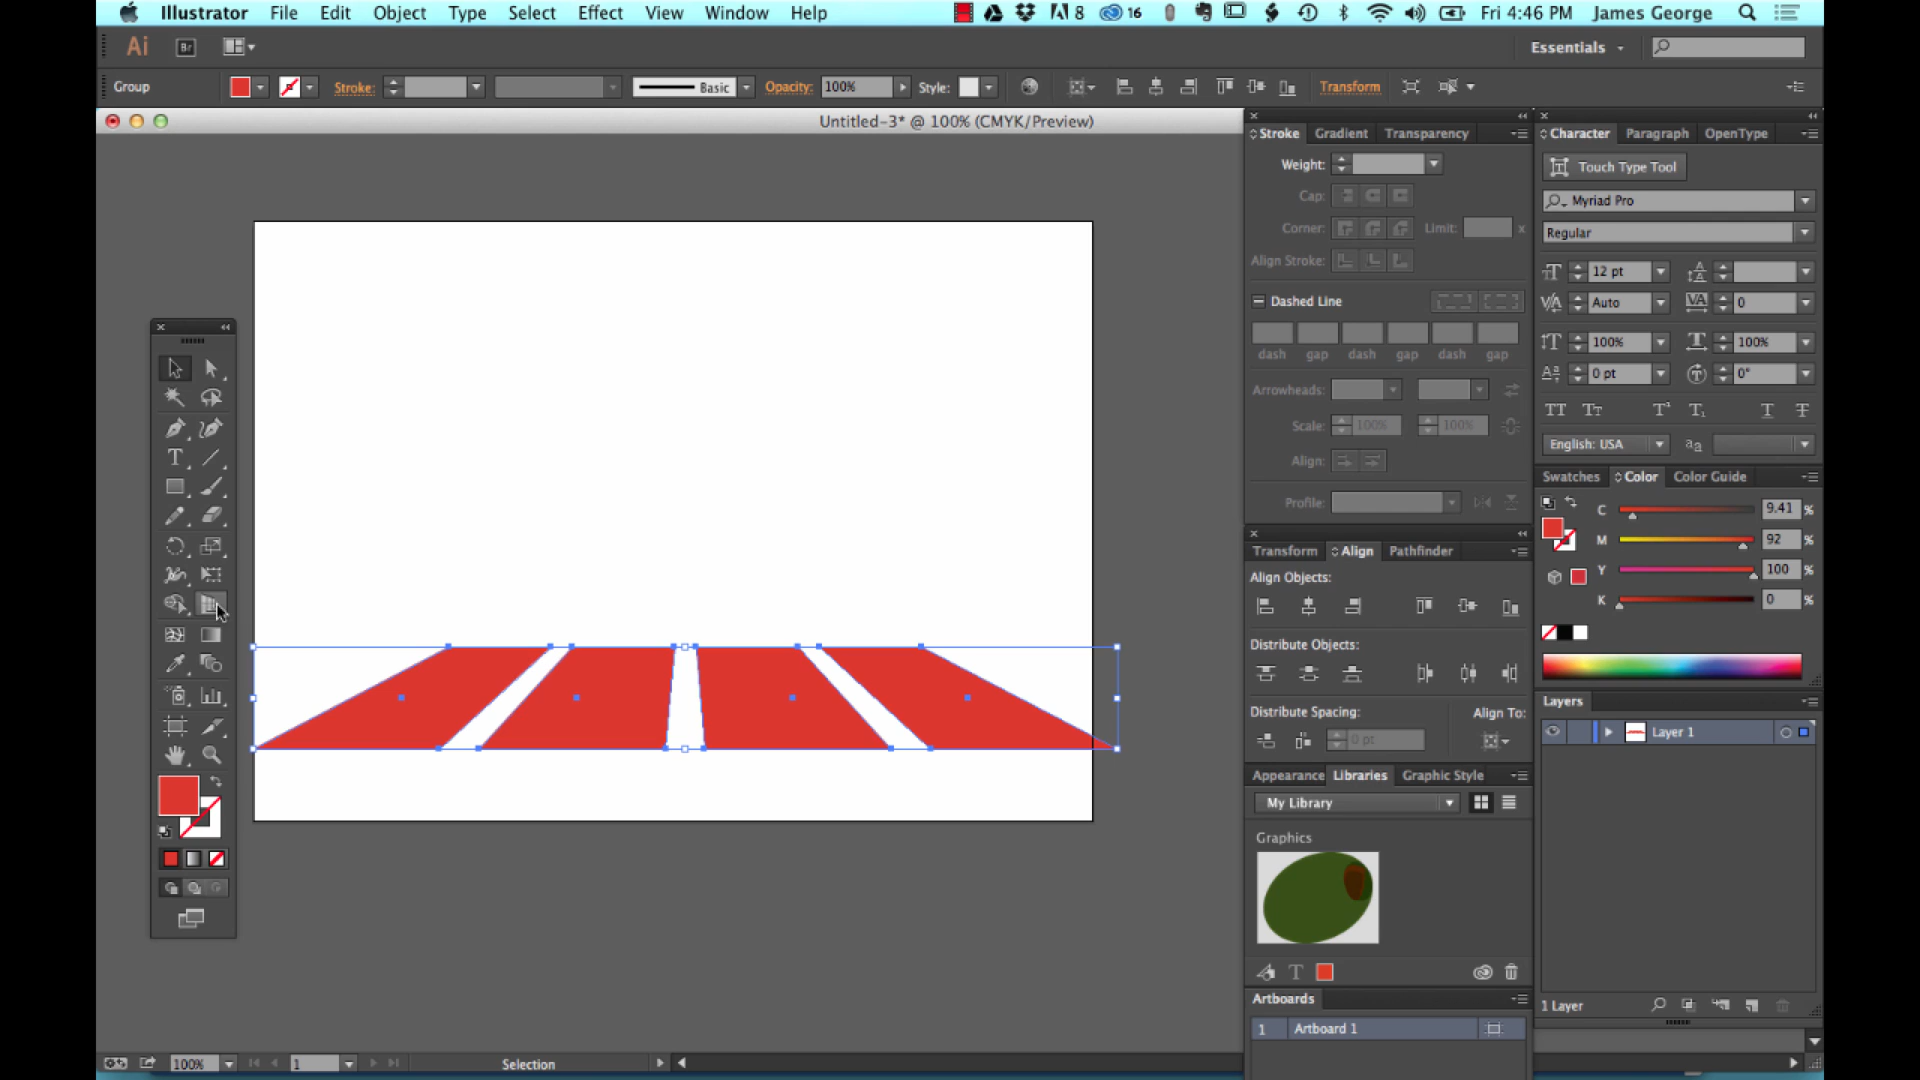 Illustrator File Edit Object Type Select Effect View Window Help 8 16 Fri 4:46 PM James George
Ai Br Essentials
Group Stroke: Basic Opacity: 100% Style: Transform
Untitled-3* @ 100% (CMYK/Preview)
Stroke Gradient Transparency
Weight:
Cap:
Corner: Limit: x
Align Stroke:
Dashed Line
dash gap dash gap dash gap
Arrowheads:
Scale: 100% 100%
Align:
Profile:
Transform Align Pathfinder
Align Objects:
Distribute Objects:
Distribute Spacing: Align To:
0 pt
Appearance Libraries Graphic Style
My Library
Graphics
Artboards
1 Artboard 1
Character Paragraph OpenType
Touch Type Tool
Myriad Pro
Regular
12 pt
Auto 0
100% 100%
0 pt 0°
English: USA
Swatches Color Color Guide
C 9.41 %
M 92 %
Y 100 %
K 0 %
Layers
Layer 1
1 Layer
100% 1 Selection